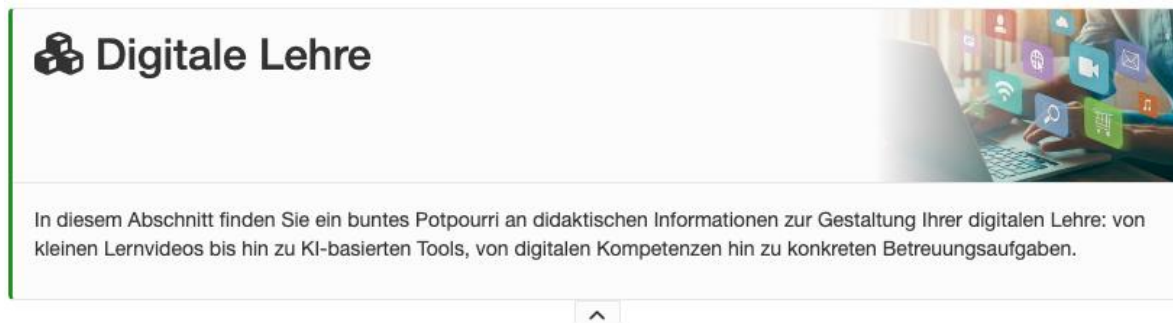 Digitale Lehre
In diesem Abschnitt finden Sie ein buntes Potpourri an didaktischen Informationen zur Gestaltung Ihrer digitalen Lehre: von
kleinen Lernvideos bis hin zu KI-basierten Tools, von digitalen Kompetenzen hin zu konkreten Betreuungsaufgaben.